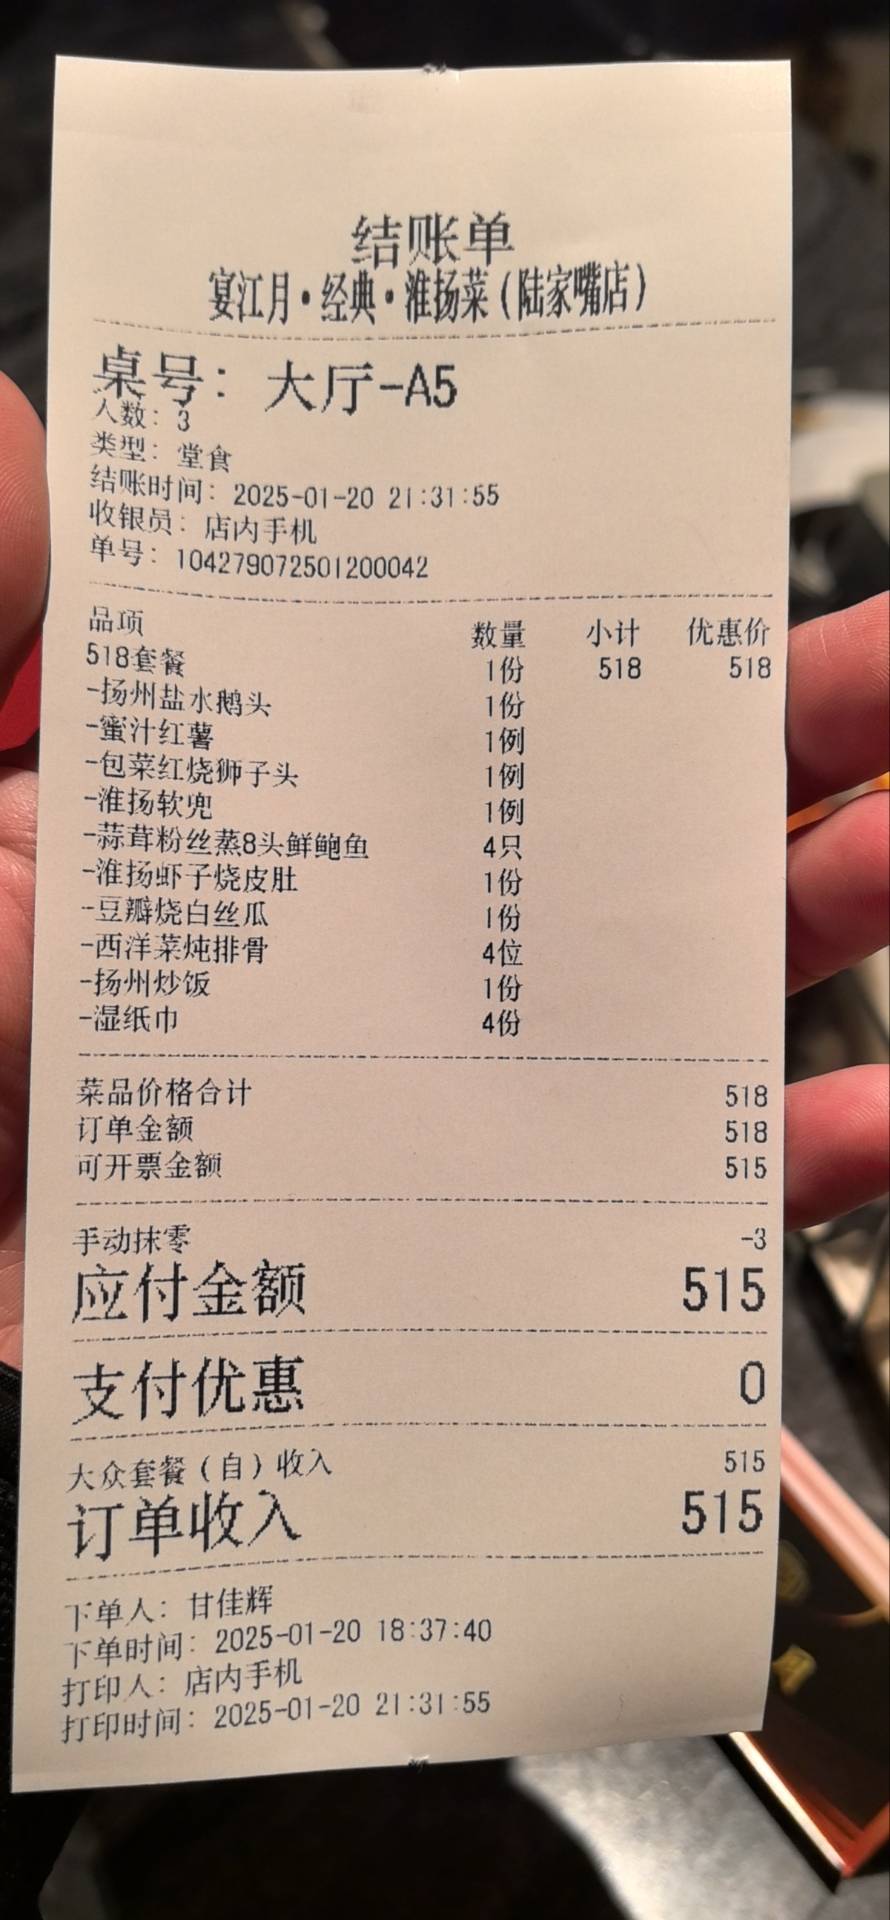 结账单
宴江月·经典·淮扬菜(陆家嘴店)
桌号: 大厅-A5
人数: 3
类型: 堂食
结账时间: 2025-01-20 21:31:55
收银员: 店内手机
单号: 104279072501200042
品项 数量 小计 优惠价
518套餐 1份 518 518
-扬州盐水鹅头 1份
-蜜汁红薯 1例
-包菜红烧狮子头 1例
-淮扬软兜 1例
-蒜茸粉丝蒸8头鲜鲍鱼 4只
-淮扬虾子烧皮肚 1份
-豆瓣烧白丝瓜 1份
-西洋菜炖排骨 4位
-扬州炒饭 1份
-湿纸巾 4份
菜品价格合计 518
订单金额 518
可开票金额 515
手动抹零 -3
应付金额 515
支付优惠 0
大众套餐(自)收入 515
订单收入 515
下单人: 甘佳辉
下单时间: 2025-01-20 18:37:40
打印人: 店内手机
打印时间: 2025-01-20 21:31:55